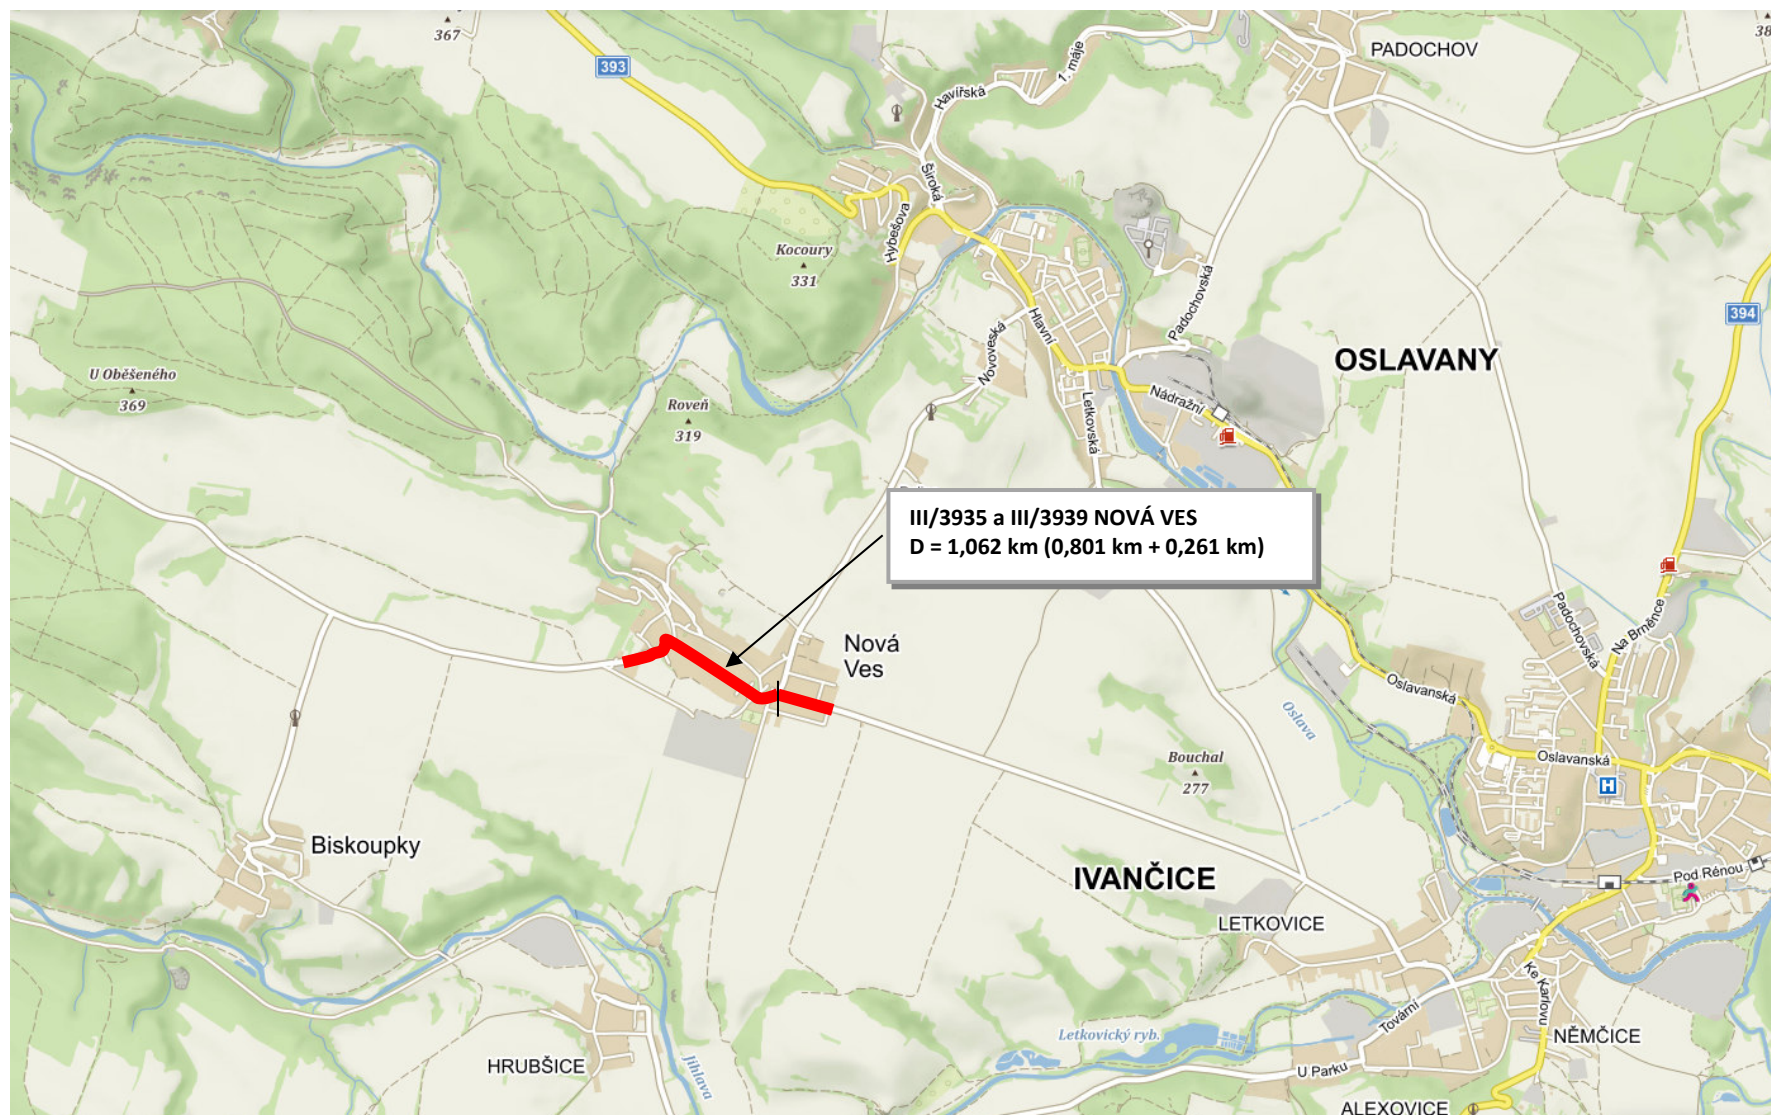 367
393
1. máje
PADOCHOV
Havířská
Široká
Hybešova
Kocoury
331
Padochovská
394
Hlavní
Novoveská
OSLAVANY
U Oběšeného
369
Roveň
319
Nádražní
Letkovská
III/3935 a III/3939 NOVÁ VES
D = 1,062 km (0,801 km + 0,261 km)
Nová
Ves
Padochovská
Na Brněnce
Oslavanská
Oslava
Oslavanská
Bouchal
277
H
Biskoupky
IVANČICE
Pod Rénou
LETKOVICE
Ke Karlovu
Tovární
Letkovický ryb.
NĚMČICE
HRUBŠICE
Jihlava
U Parku
ALEXOVICE